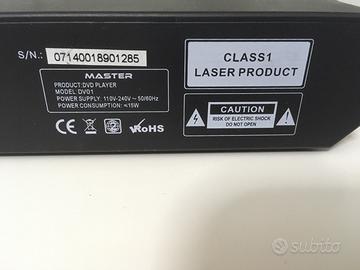 S/N.: 07140018901285
MASTER
PRODUCT:DVD PLAYER
MODEL: DV01
POWER SUPPLY: 110V-240V ~ 50/60Hz
POWER CONSUMPTION: <15W
CE RoHS
CLASS1
LASER PRODUCT
CAUTION
RISK OF ELECTRIC SHOCK
DO NOT OPEN
subito